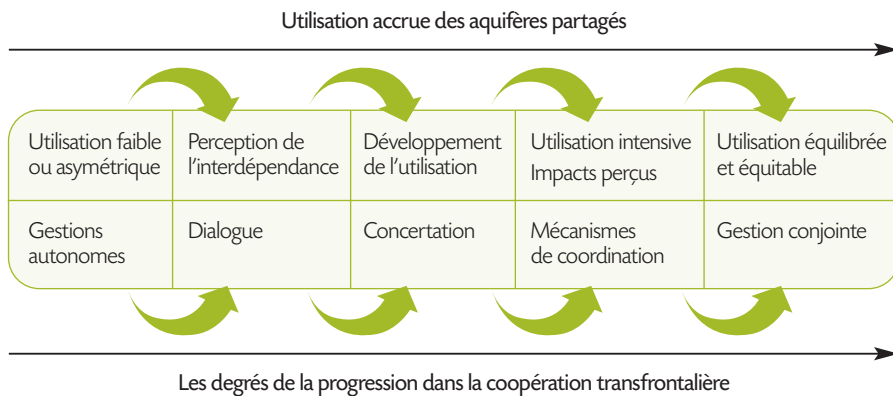 Utilisation accrue des aquifères partagés
Utilisation faible
ou asymétrique
Perception de
l'interdépendance
Développement
de l'utilisation
Utilisation intensive
Impacts perçus
Utilisation équilibrée
et équitable
Gestions
autonomes
Dialogue
Concertation
Mécanismes
de coordination
Gestion conjointe
Les degrés de la progression dans la coopération transfrontalière